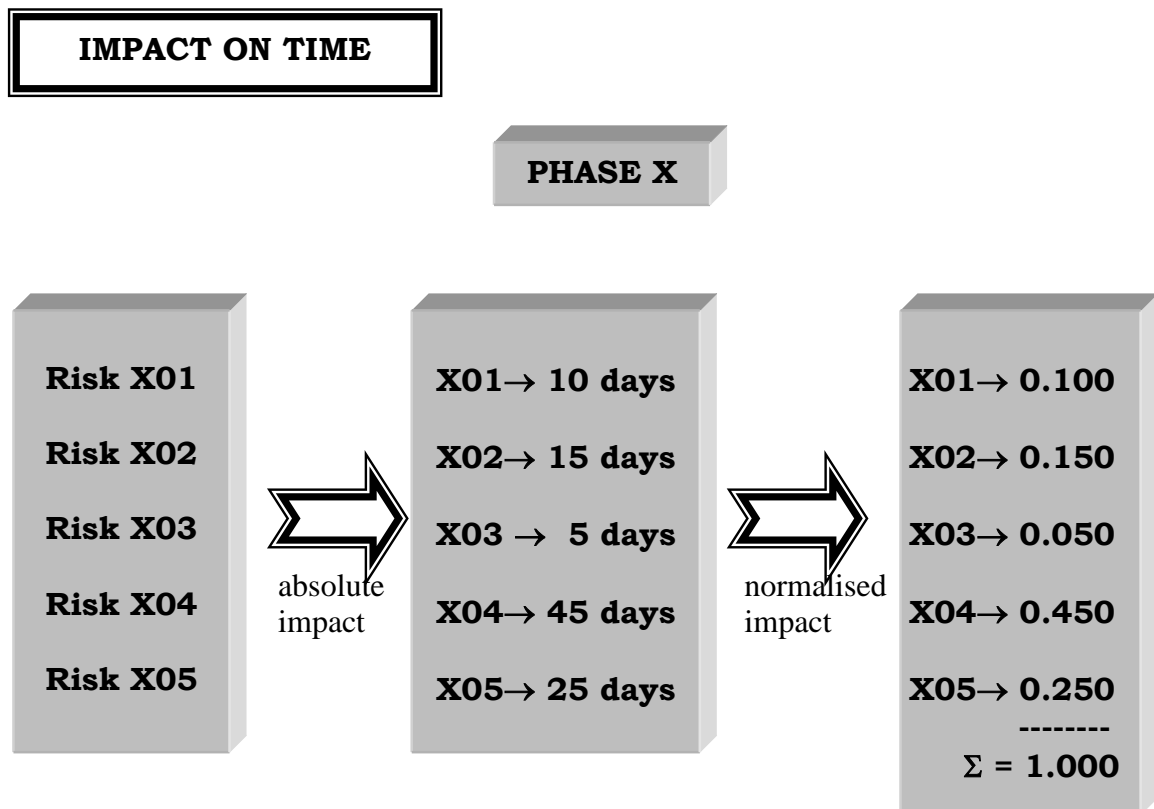 IMPACT ON TIME
PHASE X
Risk X01
Risk X02
Risk X03
Risk X04
Risk X05
absolute
impact
X01→ 10 days
X02→ 15 days
X03 → 5 days
X04→ 45 days
X05→ 25 days
normalised
impact
X01→ 0.100
X02→ 0.150
X03→ 0.050
X04→ 0.450
X05→ 0.250
--------
Σ = 1.000